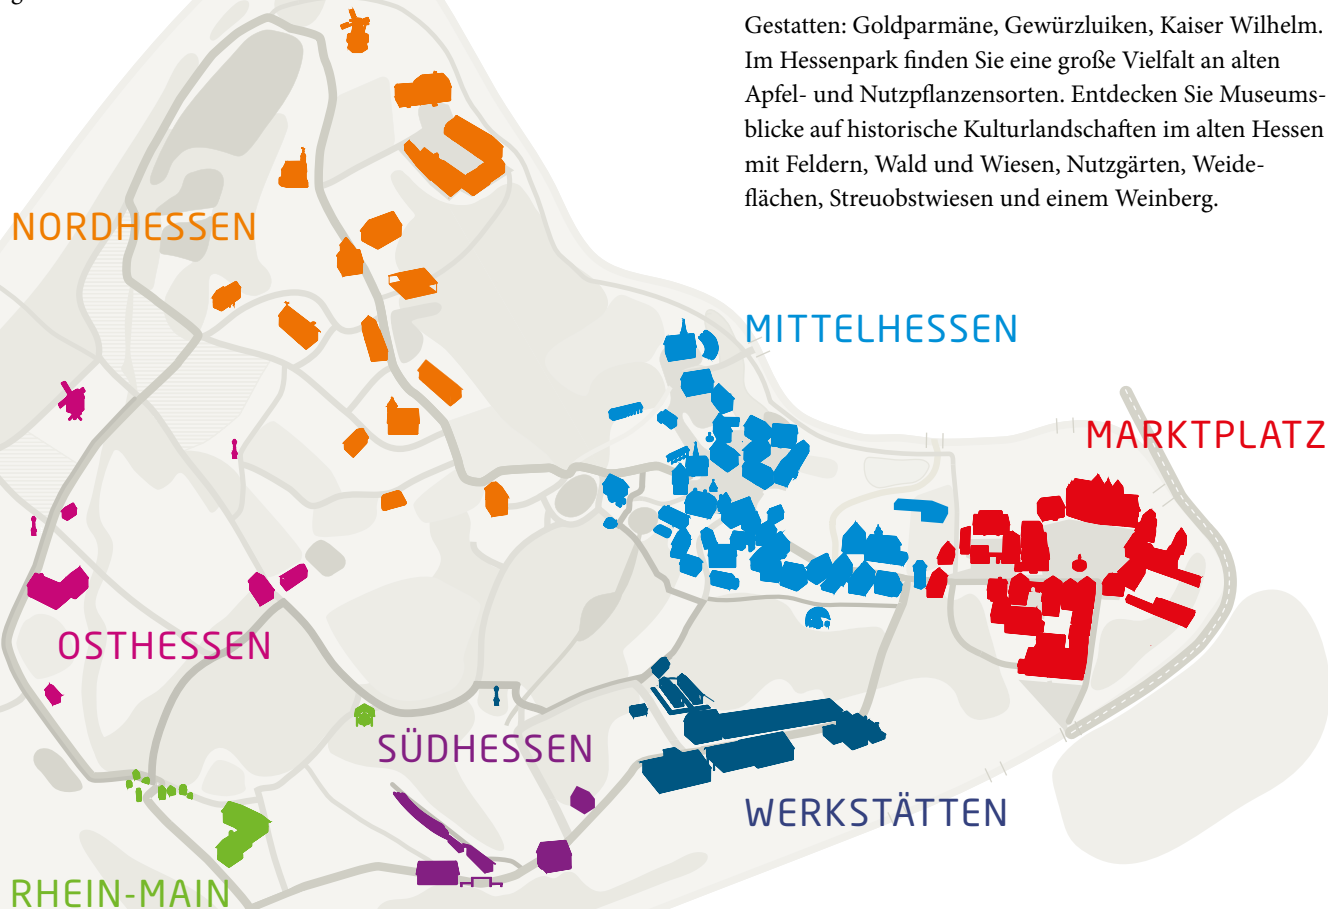 g
Gestatten: Goldparmäne, Gewürzluiken, Kaiser Wilhelm.
Im Hessenpark finden Sie eine große Vielfalt an alten
Apfel- und Nutzpflanzensorten. Entdecken Sie Museums-
blicke auf historische Kulturlandschaften im alten Hessen
mit Feldern, Wald und Wiesen, Nutzgärten, Weide-
flächen, Streuobstwiesen und einem Weinberg.
NORDHESSEN
MITTELHESSEN
MARKTPLATZ
OSTHESSEN
SÜDHESSEN
WERKSTÄTTEN
RHEIN-MAIN